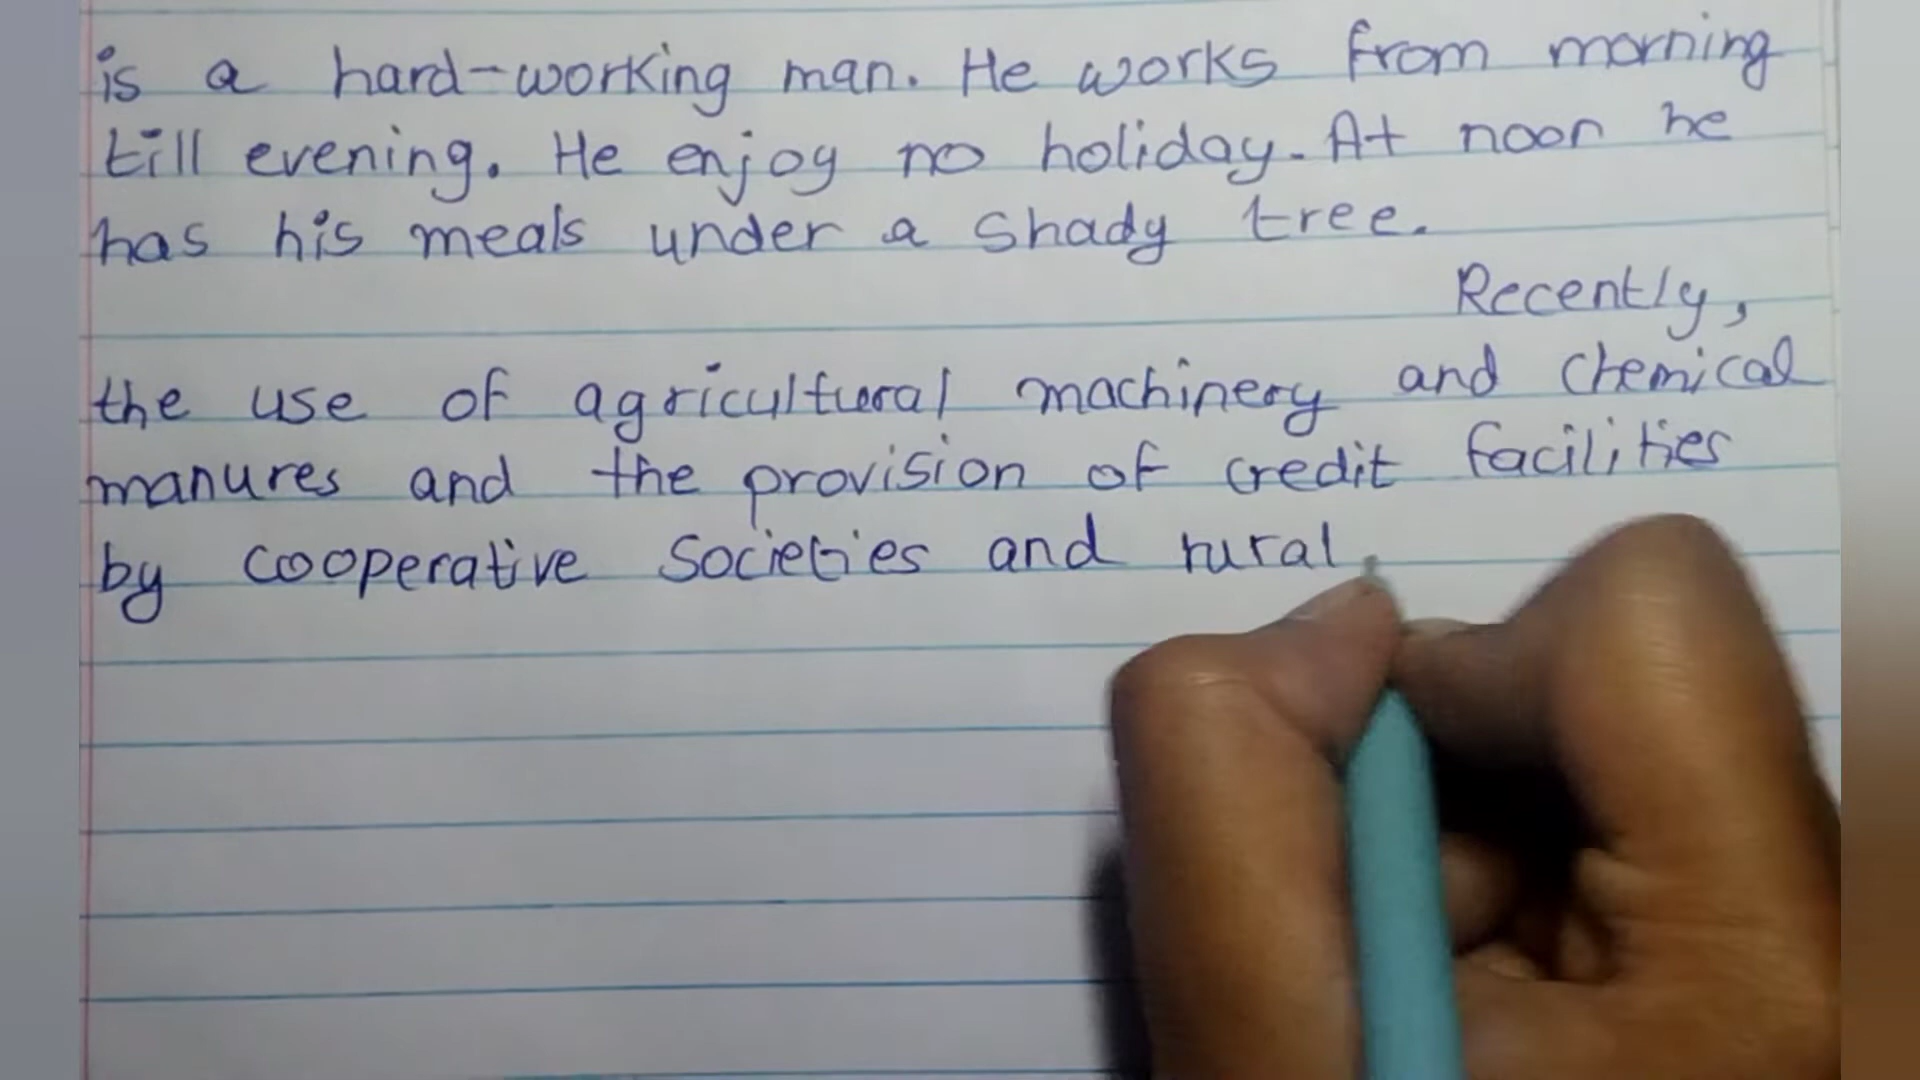 is a hard-working man. He works from morning
till evening. He enjoy no holiday. At noon he
has his meals under a shady tree.
Recently,
the use of agricultural machinery and chemical
manures and the provision of credit facilities
by cooperative societies and rural